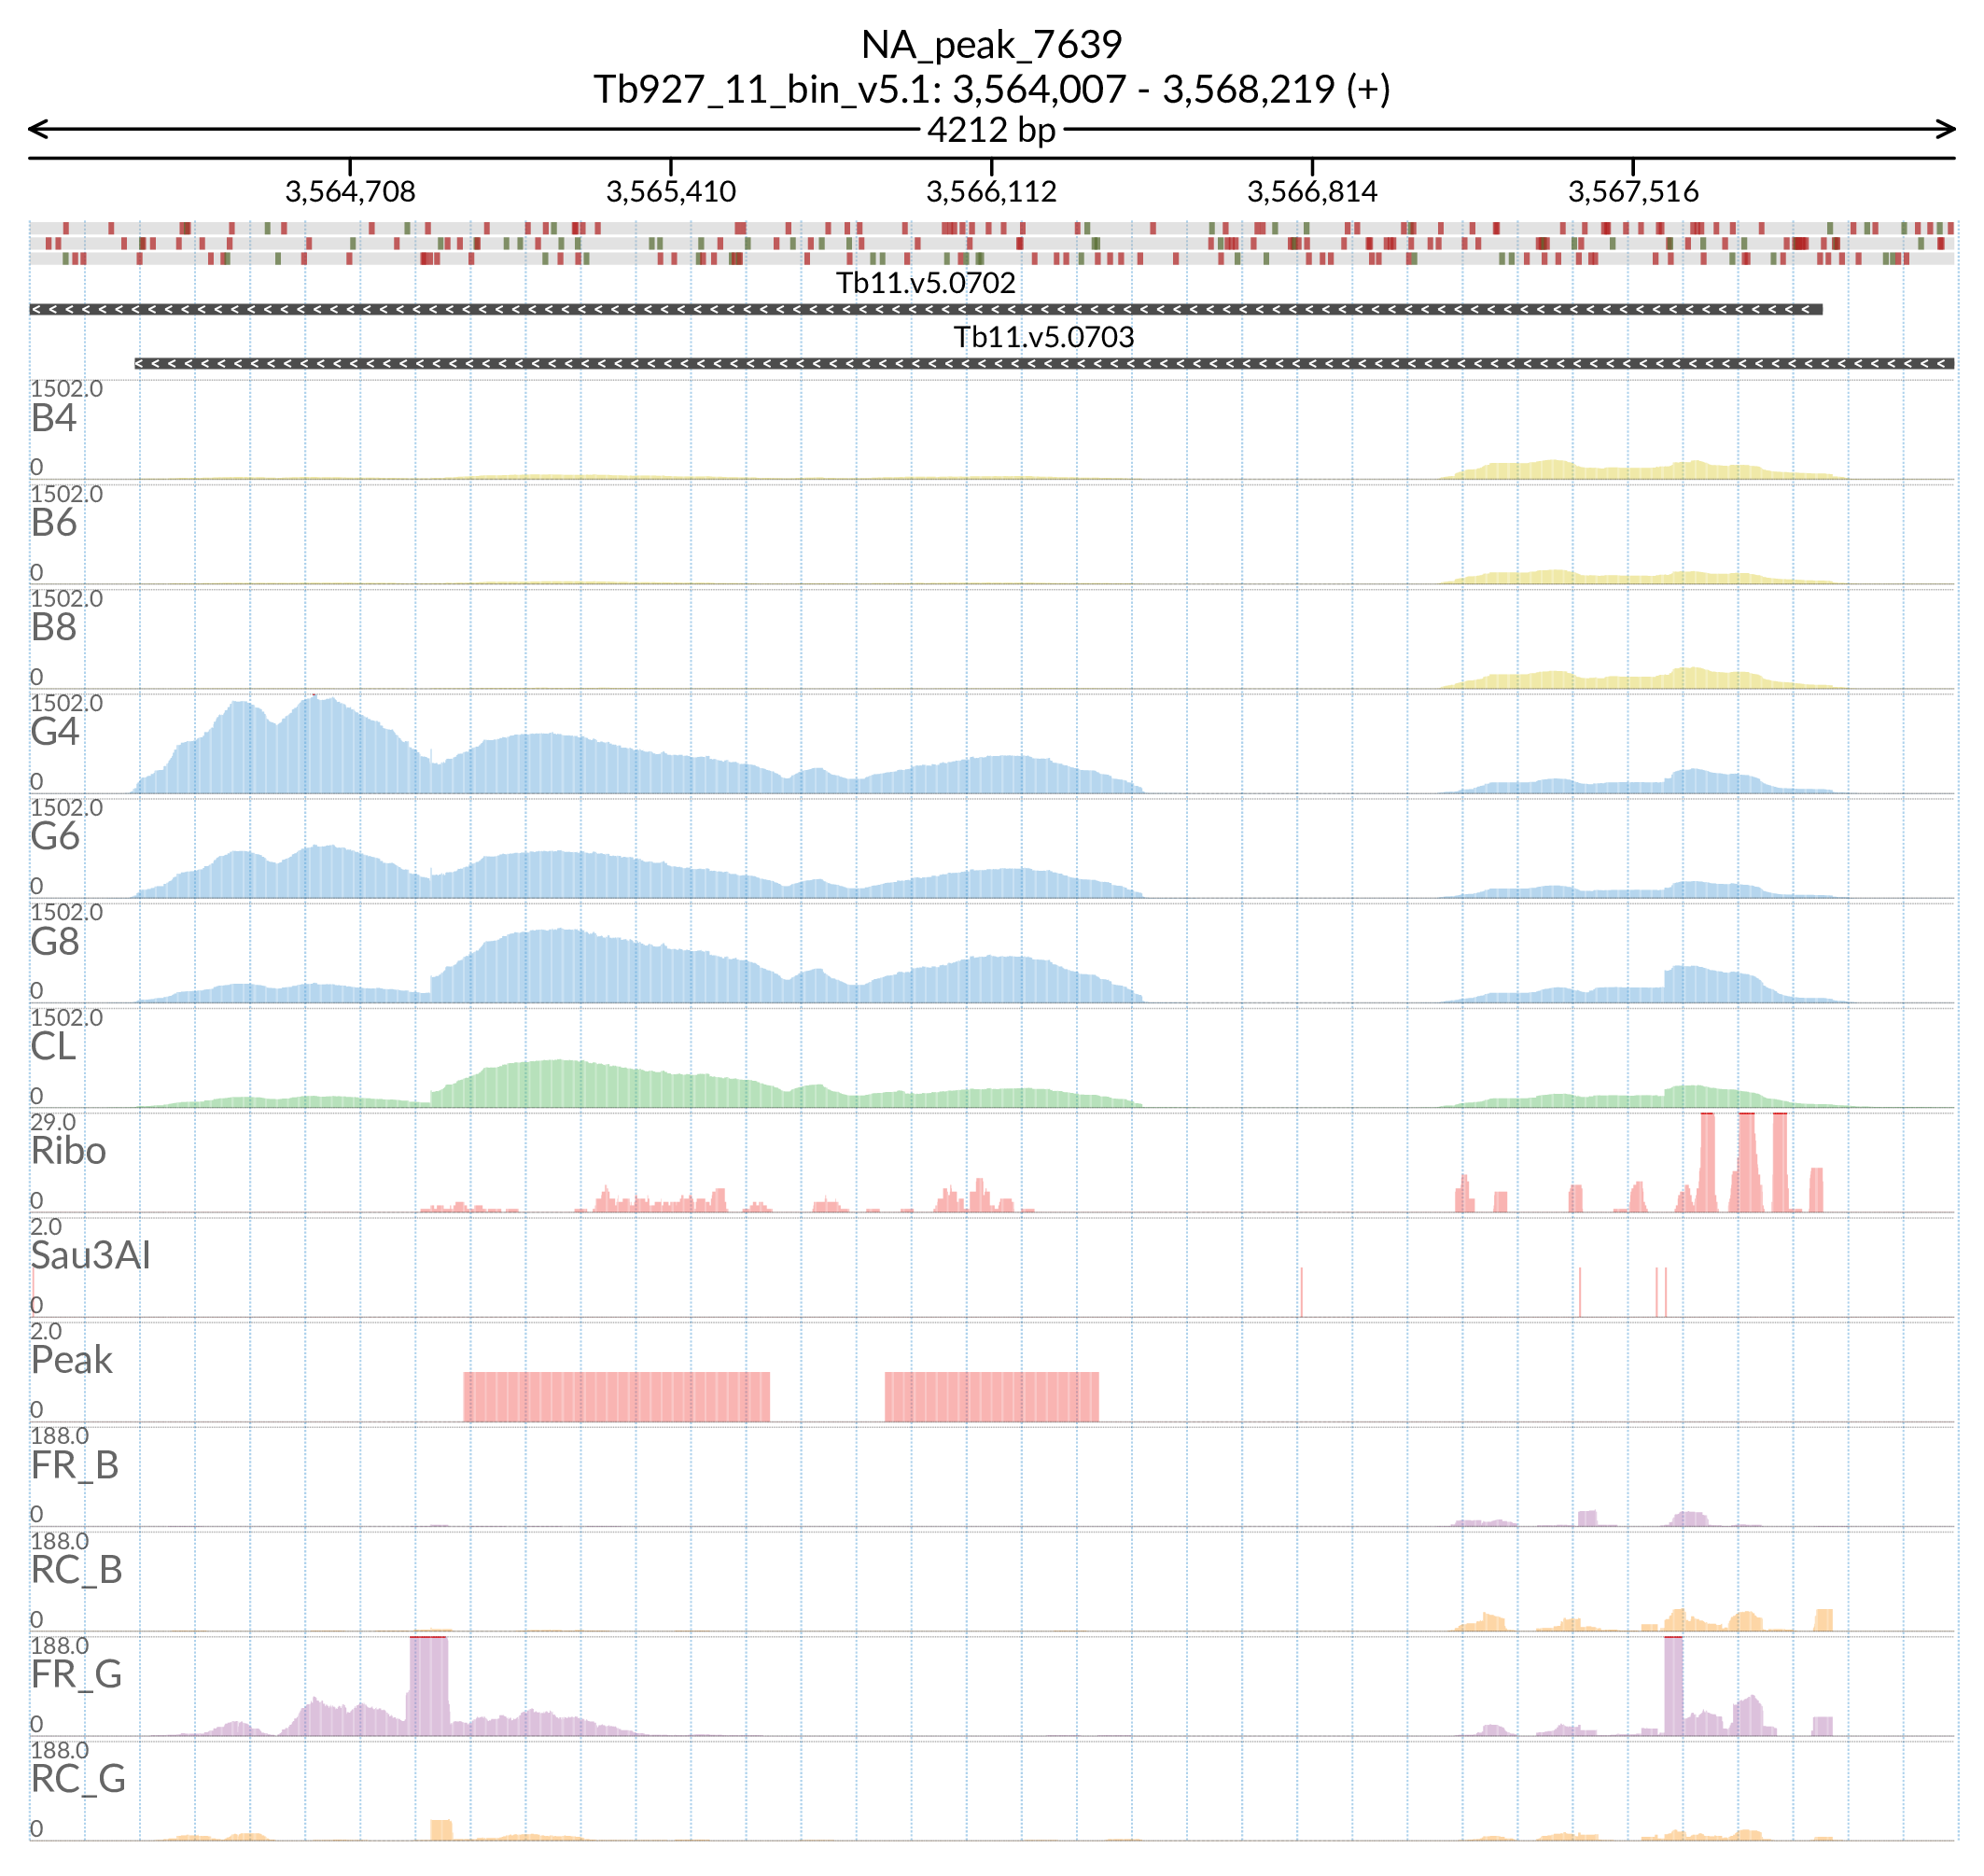 NA_peak_7639
Tb927_11_bin_v5.1: 3,564,007 - 3,568,219 (+)
4212 bp
3,564,708 3,565,410 3,566,112 3,566,814 3,567,516
Tb11.v5.0702
Tb11.v5.0703
1502.0
B4
0
1502.0
B6
0
1502.0
B8
0
1502.0
G4
0
1502.0
G6
0
1502.0
G8
0
1502.0
CL
0
29.0
Ribo
0
2.0
Sau3AI
0
2.0
Peak
0
188.0
FR_B
0
188.0
RC_B
0
188.0
FR_G
0
188.0
RC_G
0